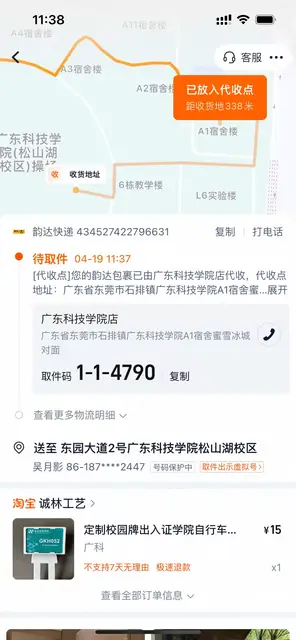 11:38
A4宿舍楼
A11宿舍楼
客服
A3宿舍楼
A2宿舍楼
已放入代收点
距收货地338米
A1宿舍楼
广东科技学
院(松山湖
校区)操场
收 收货地址
6栋教学楼
L6实验楼
韵达快递 434527422796631 复制 打电话
待取件 04-19 11:37
[代收点]您的韵达包裹已由广东科技学院店代收，代收点
地址：广东省东莞市石排镇广东科技学院A1宿舍蜜...展开
广东科技学院店
广东省东莞市石排镇广东科技学院A1宿舍蜜雪冰城
对面
取件码 1-1-4790 复制
查看更多物流明细
送至 东园大道2号广东科技学院松山湖校区
吴月影 86-187****2447 号码保护中 取件出示虚拟号>
淘宝 诚林工艺 >
定制校园牌出入证学院自行车... ¥15
广科
不支持7天无理由 极速退款 x1
GKH052
查看全部订单信息